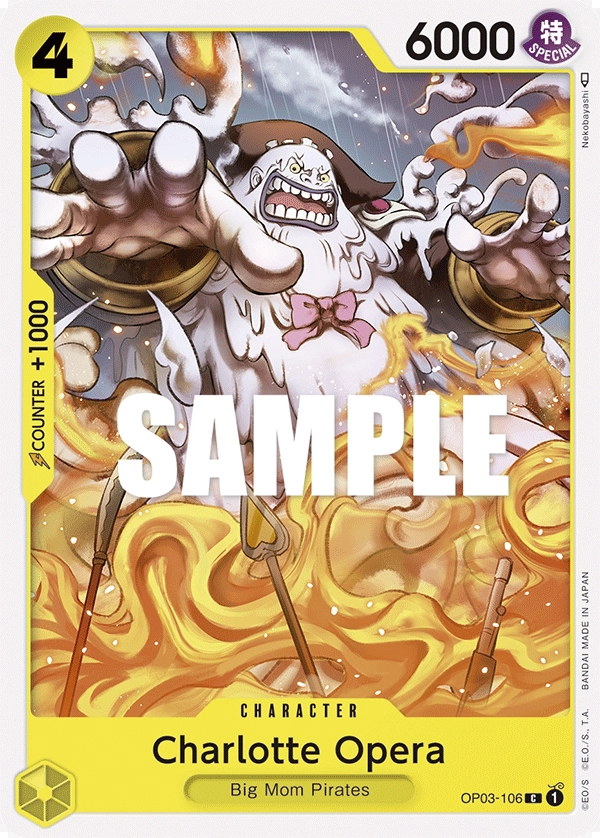 4
6000
特
SPECIAL
Nekobayashi
COUNTER +1000
SAMPLE
BANDAI MADE IN JAPAN
©EO/S ©E.O./S., T.A.
CHARACTER
Charlotte Opera
Big Mom Pirates
OP03-106 C 1